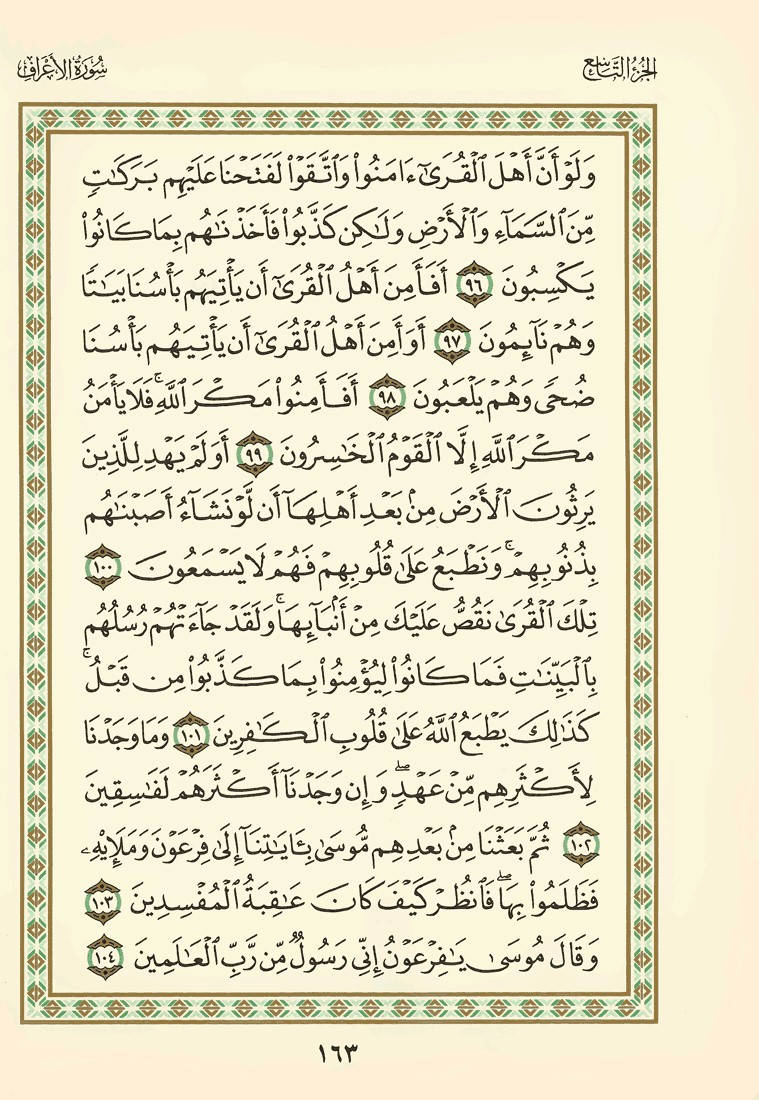 الجزء التاسع
سورة الأعراف
وَلَوْ أَنَّ أَهْلَ ٱلْقُرَىٰٓ ءَامَنُوا۟ وَٱتَّقَوْا۟ لَفَتَحْنَا عَلَيْهِم بَرَكَٰتٍ
مِّنَ ٱلسَّمَآءِ وَٱلْأَرْضِ وَلَٰكِن كَذَّبُوا۟ فَأَخَذْنَٰهُم بِمَا كَانُوا۟
يَكْسِبُونَ ٩٦ أَفَأَمِنَ أَهْلُ ٱلْقُرَىٰٓ أَن يَأْتِيَهُم بَأْسُنَا بَيَٰتًا
وَهُمْ نَآئِمُونَ ٩٧ أَوَأَمِنَ أَهْلُ ٱلْقُرَىٰٓ أَن يَأْتِيَهُم بَأْسُنَا
ضُحًى وَهُمْ يَلْعَبُونَ ٩٨ أَفَأَمِنُوا۟ مَكْرَ ٱللَّهِ ۚ فَلَا يَأْمَنُ
مَكْرَ ٱللَّهِ إِلَّا ٱلْقَوْمُ ٱلْخَٰسِرُونَ ٩٩ أَوَلَمْ يَهْدِ لِلَّذِينَ
يَرِثُونَ ٱلْأَرْضَ مِنۢ بَعْدِ أَهْلِهَآ أَن لَّوْ نَشَآءُ أَصَبْنَٰهُم
بِذُنُوبِهِمْ ۚ وَنَطْبَعُ عَلَىٰ قُلُوبِهِمْ فَهُمْ لَا يَسْمَعُونَ ١٠٠
تِلْكَ ٱلْقُرَىٰ نَقُصُّ عَلَيْكَ مِنْ أَنۢبَآئِهَا ۚ وَلَقَدْ جَآءَتْهُمْ رُسُلُهُم
بِٱلْبَيِّنَٰتِ فَمَا كَانُوا۟ لِيُؤْمِنُوا۟ بِمَا كَذَّبُوا۟ مِن قَبْلُ ۚ
كَذَٰلِكَ يَطْبَعُ ٱللَّهُ عَلَىٰ قُلُوبِ ٱلْكَٰفِرِينَ ١٠١ وَمَا وَجَدْنَا
لِأَكْثَرِهِم مِّنْ عَهْدٍ ۖ وَإِن وَجَدْنَآ أَكْثَرَهُمْ لَفَٰسِقِينَ
١٠٢ ثُمَّ بَعَثْنَا مِنۢ بَعْدِهِم مُّوسَىٰ بِـَٔايَٰتِنَآ إِلَىٰ فِرْعَوْنَ وَمَلَإِي۟هِۦ
فَظَلَمُوا۟ بِهَا ۖ فَٱنظُرْ كَيْفَ كَانَ عَٰقِبَةُ ٱلْمُفْسِدِينَ ١٠٣
وَقَالَ مُوسَىٰ يَٰفِرْعَوْنُ إِنِّى رَسُولٌ مِّن رَّبِّ ٱلْعَٰلَمِينَ ١٠٤
١٦٣